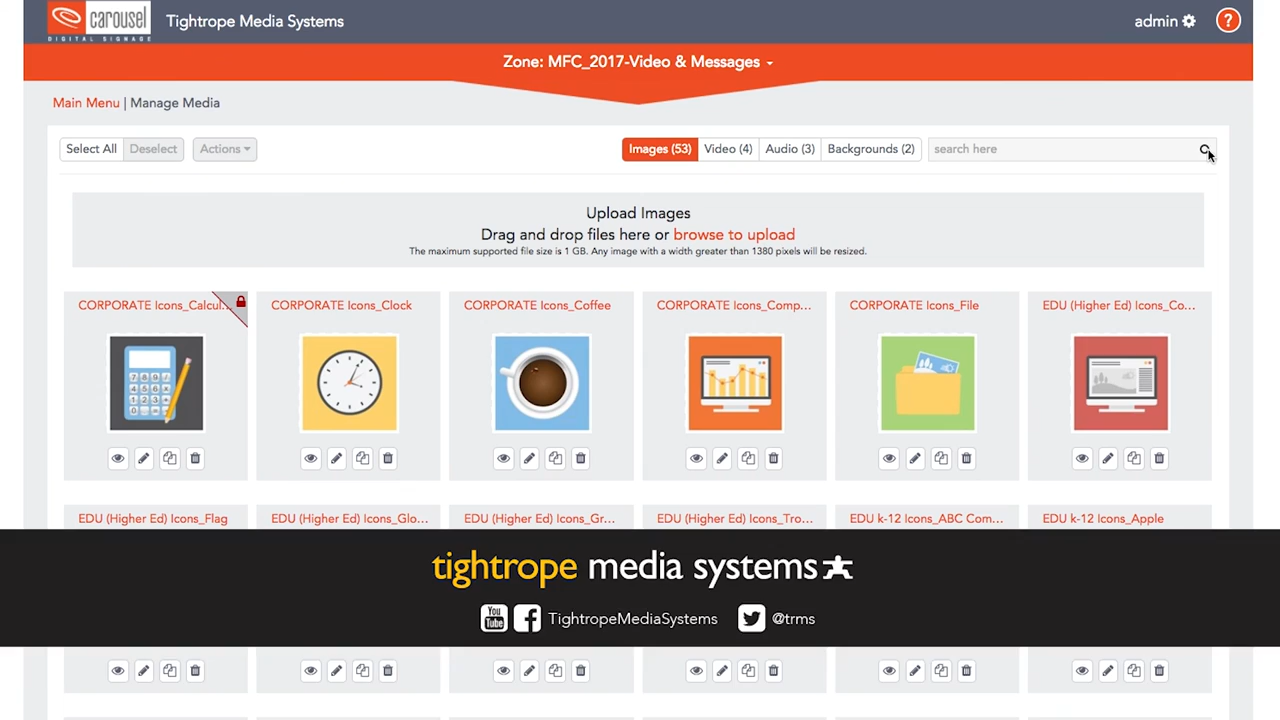 carousel
DIGITAL SIGNAGE
Tightrope Media Systems
admin
?
Zone: MFC_2017-Video & Messages
Main Menu | Manage Media
Select All
Deselect
Actions
Images (53)
Video (4)
Audio (3)
Backgrounds (2)
search here
Upload Images
Drag and drop files here or browse to upload
The maximum supported file size is 1 GB. Any image with a width greater than 1380 pixels will be resized.
CORPORATE Icons_Calcul...
CORPORATE Icons_Clock
CORPORATE Icons_Coffee
CORPORATE Icons_Comp...
CORPORATE Icons_File
EDU (Higher Ed) Icons_Co...
EDU (Higher Ed) Icons_Flag
EDU (Higher Ed) Icons_Glo...
EDU (Higher Ed) Icons_Gr...
EDU (Higher Ed) Icons_Tro...
EDU k-12 Icons_ABC Com...
EDU k-12 Icons_Apple
tightrope media systems
You Tube
TightropeMediaSystems
@trms